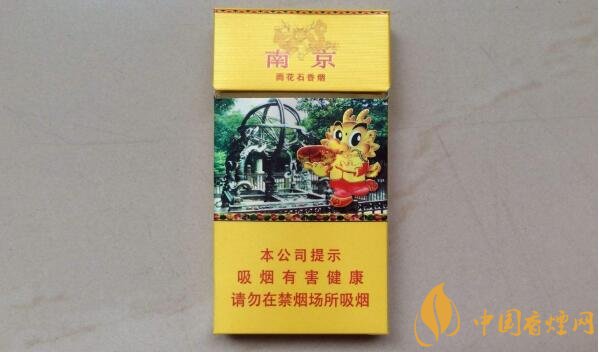 南京
雨花石香烟
本公司提示
吸烟有害健康
请勿在禁烟场所吸烟
中国香煙网